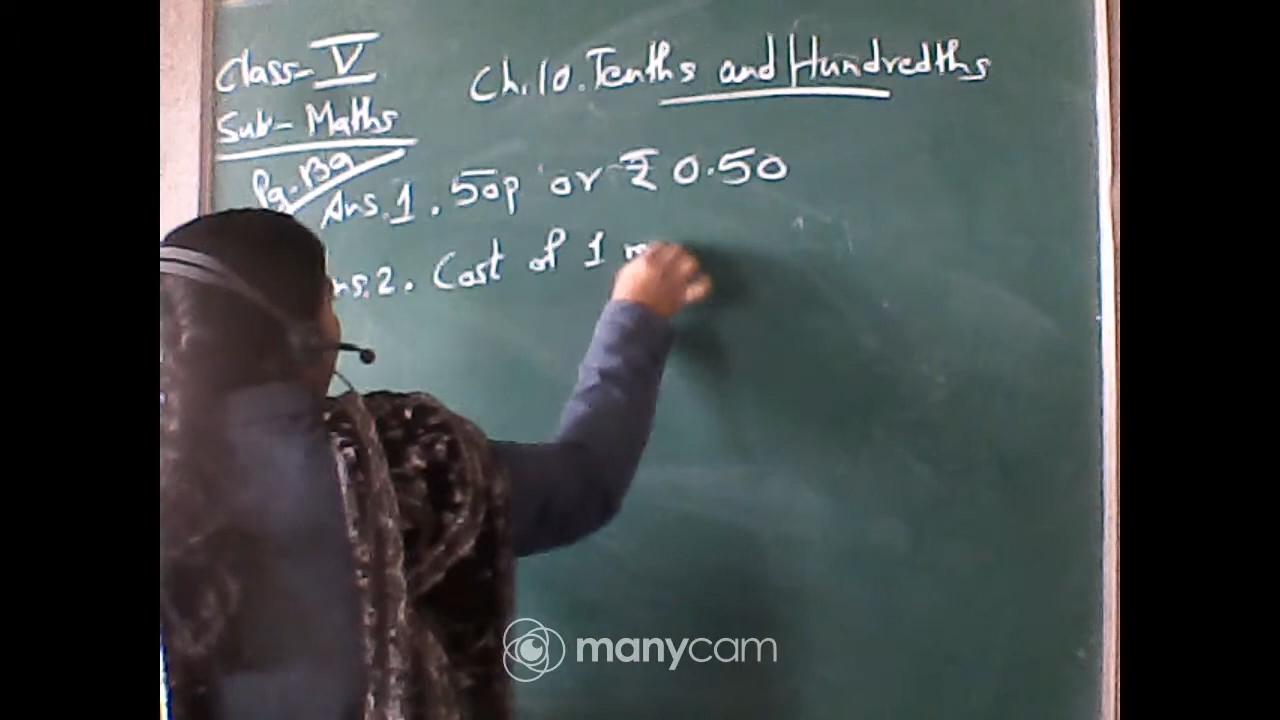 Class- V
Ch.10. Tenths and Hundredths
Sub- Maths
Pg-139
Ans.1. 50p or ₹ 0.50
ns.2. Cost of 1
manycam